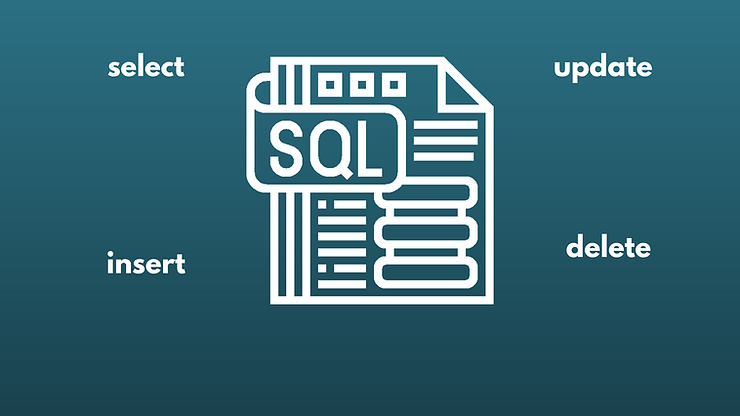 select
update
SQL
insert
delete